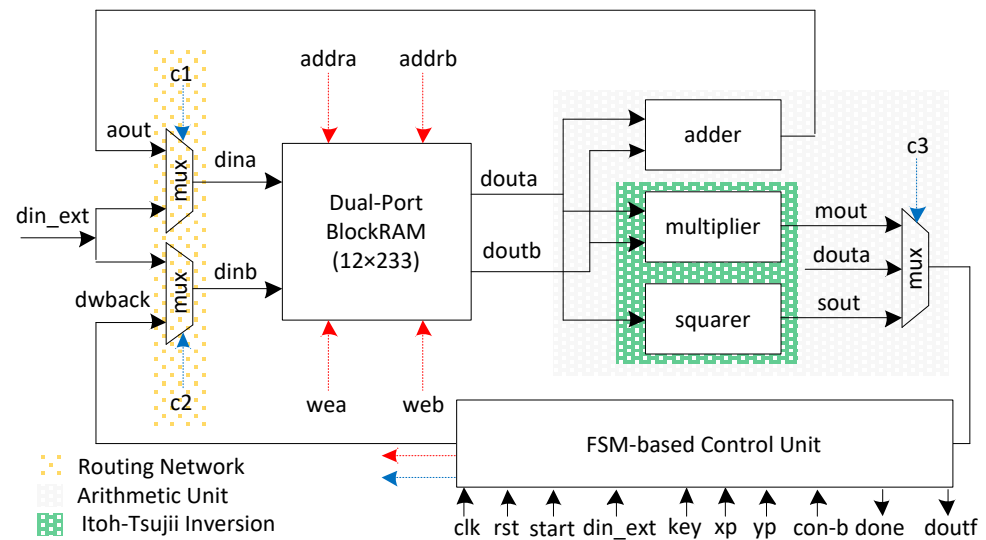 addra
addrb
c1
aout
dina
mux
din_ext
dinb
mux
dwback
c2
Dual-Port
BlockRAM
(12×233)
wea
web
douta
doutb
adder
multiplier
squarer
c3
mout
douta
sout
mux
FSM-based Control Unit
clk
rst
start
din_ext
key
xp
yp
con-b
done
doutf
Routing Network
Arithmetic Unit
Itoh-Tsujii Inversion